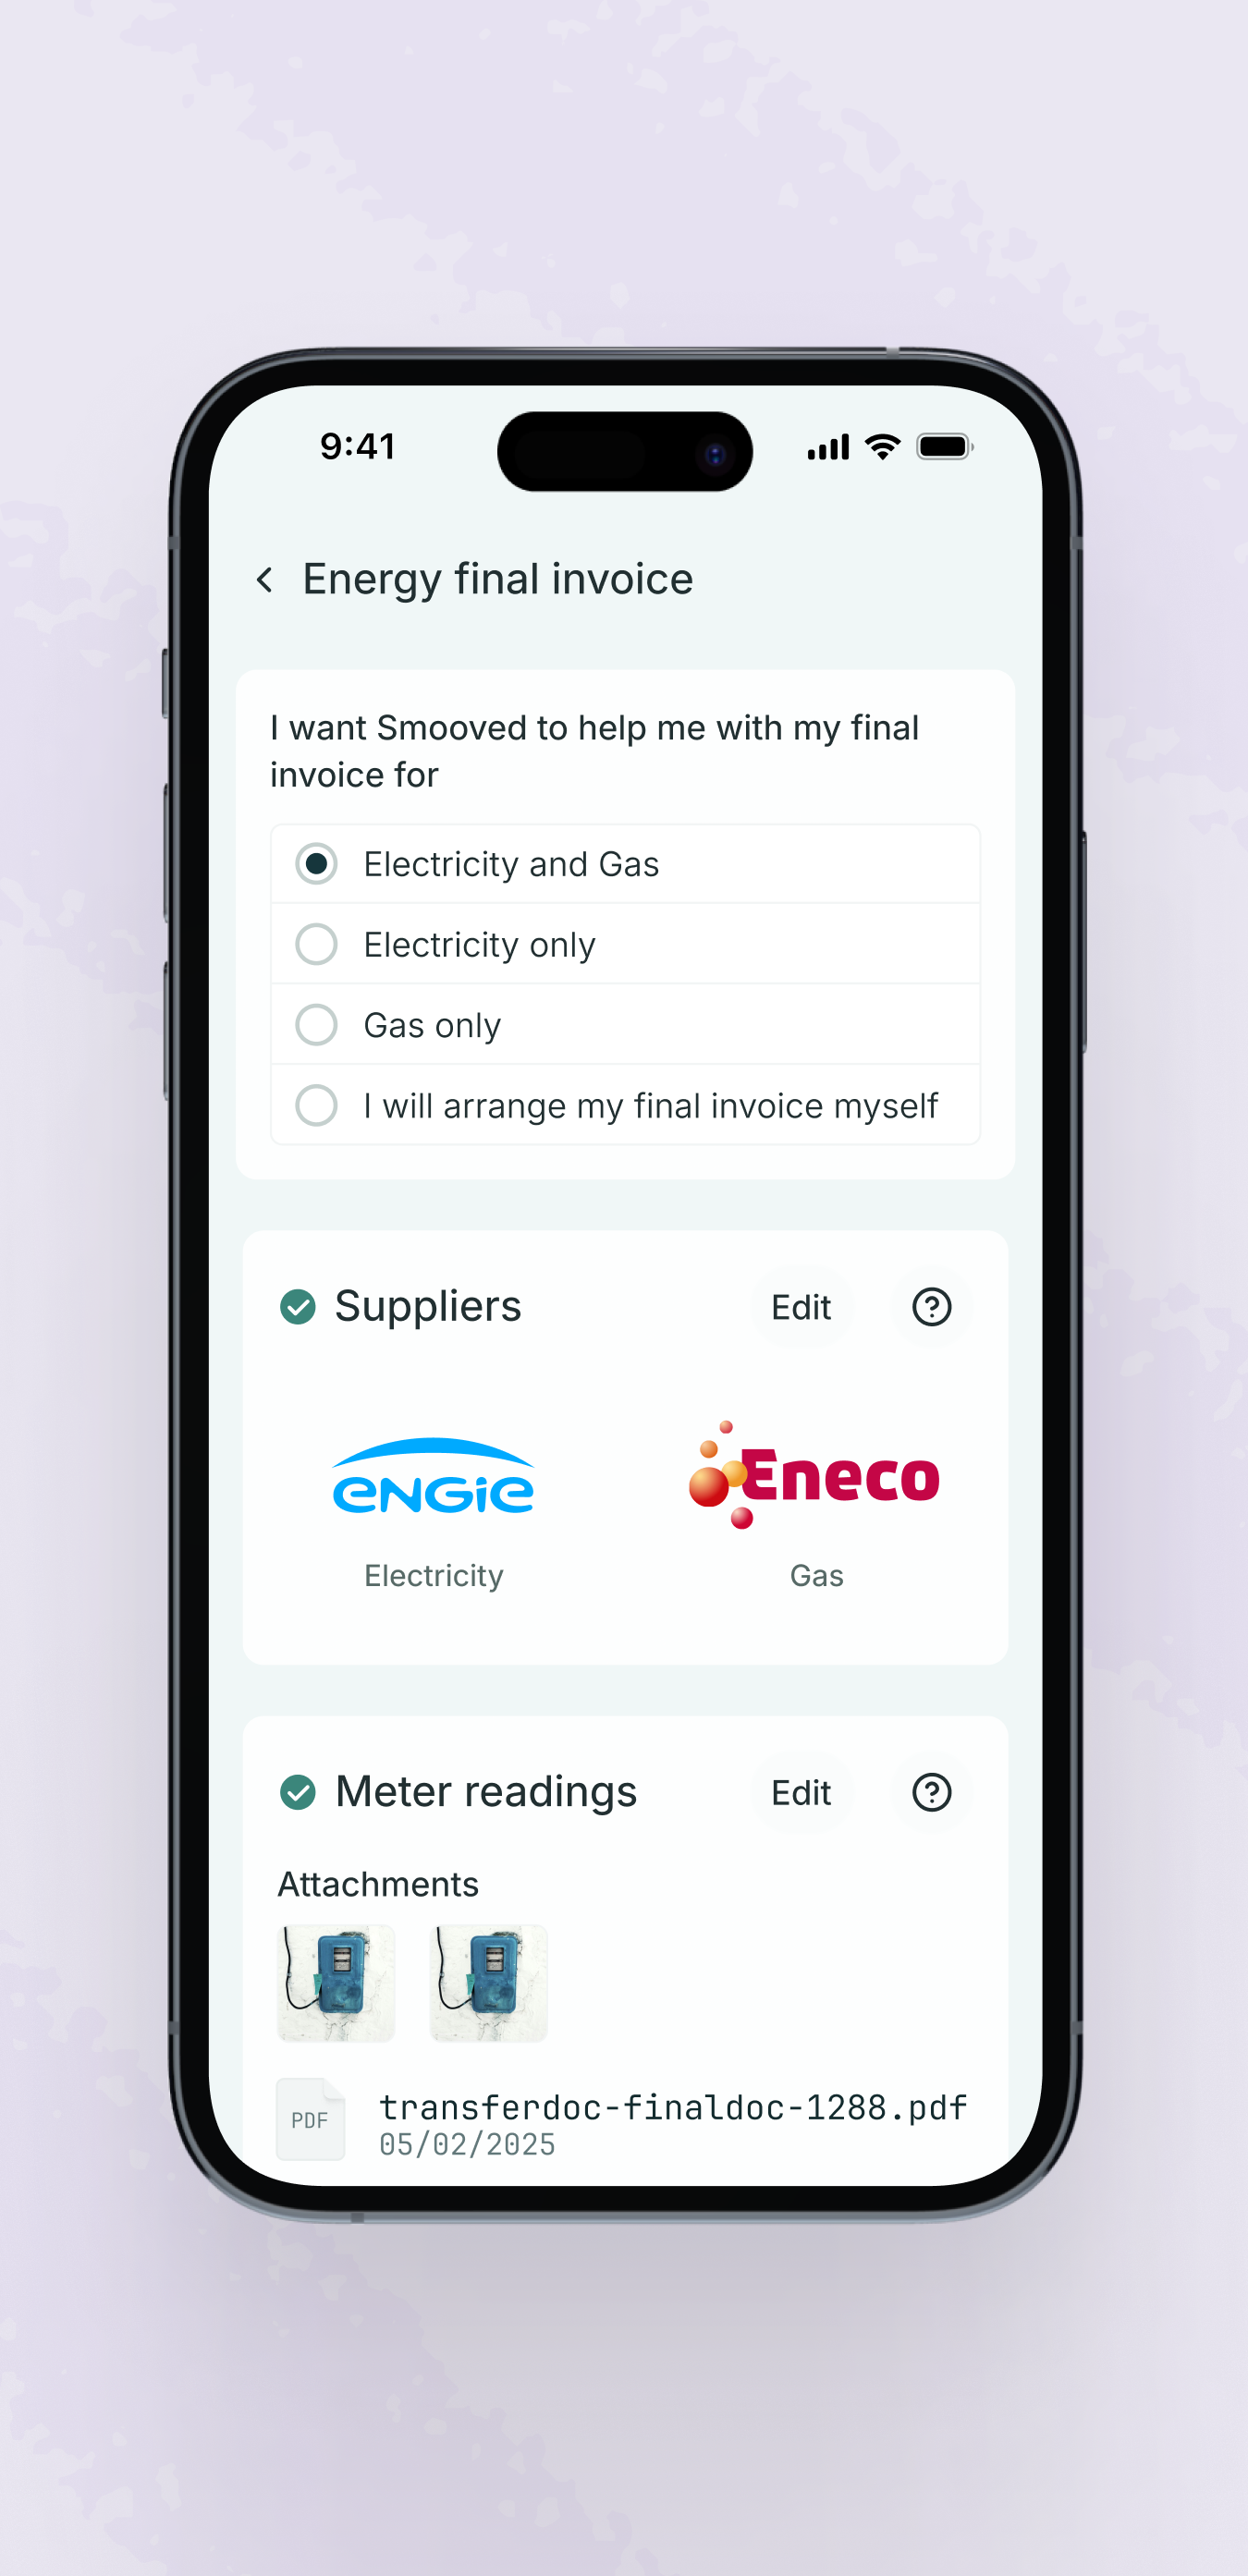 9:41
Energy final invoice
I want Smooved to help me with my final
invoice for
Electricity and Gas
Electricity only
Gas only
I will arrange my final invoice myself
Suppliers Edit ?
ENGIE Eneco
Electricity Gas
Meter readings Edit ?
Attachments
PDF transferdoc-finaldoc-1288.pdf
05/02/2025